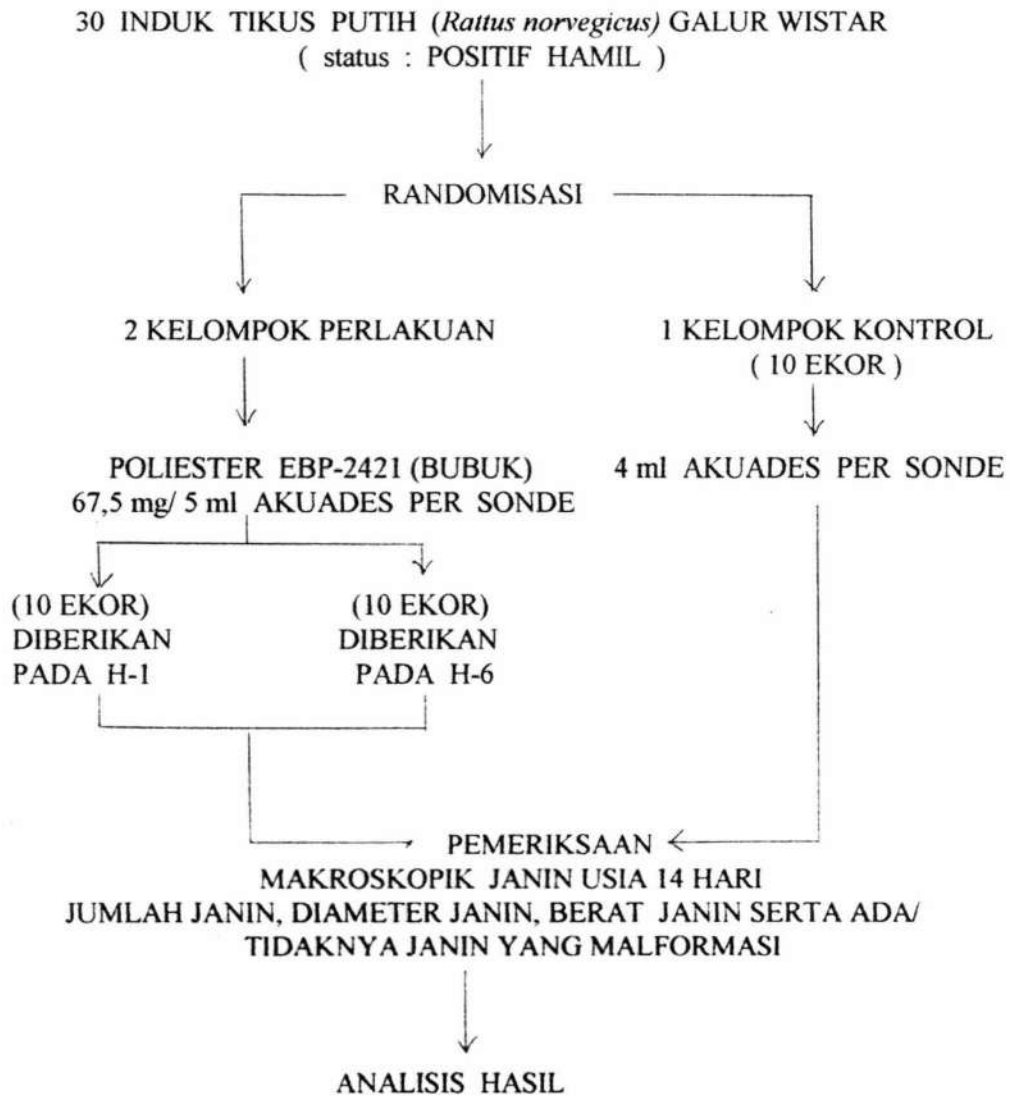 30 INDUK TIKUS PUTIH (Rattus norvegicus) GALUR WISTAR
( status : POSITIF HAMIL )
RANDOMISASI
2 KELOMPOK PERLAKUAN
1 KELOMPOK KONTROL
( 10 EKOR )
POLIESTER EBP-2421 (BUBUK)
67,5 mg/ 5 ml AKUADES PER SONDE
4 ml AKUADES PER SONDE
(10 EKOR)
DIBERIKAN
PADA H-1
(10 EKOR)
DIBERIKAN
PADA H-6
PEMERIKSAAN
MAKROSKOPIK JANIN USIA 14 HARI
JUMLAH JANIN, DIAMETER JANIN, BERAT JANIN SERTA ADA/
TIDAKNYA JANIN YANG MALFORMASI
ANALISIS HASIL